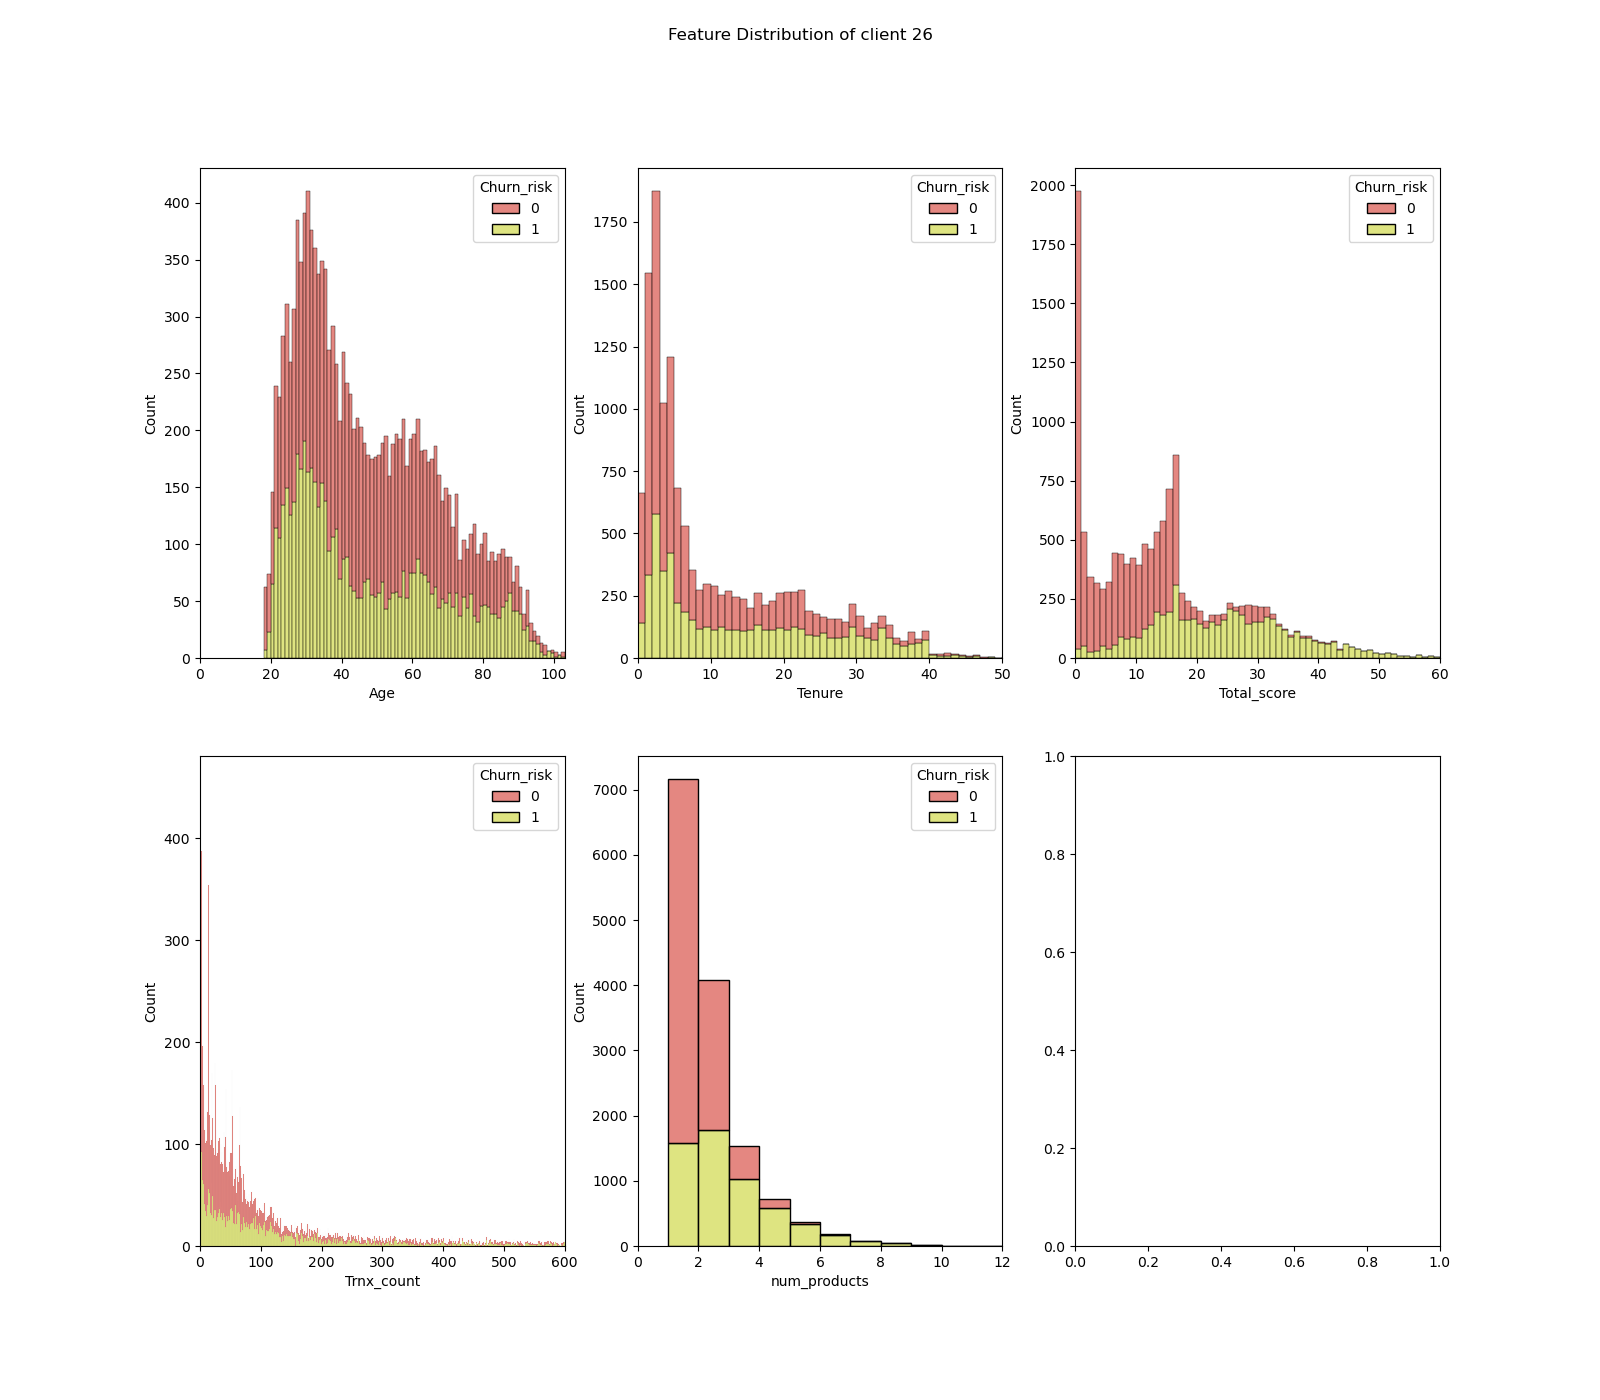 Feature Distribution of client 26
Churn_risk
0
1
400
350
300
250
200
150
100
50
0
Count
0 20 40 60 80 100
Age
Churn_risk
0
1
1750
1500
1250
1000
750
500
250
0
Count
0 10 20 30 40 50
Tenure
Churn_risk
0
1
2000
1750
1500
1250
1000
750
500
250
0
Count
0 10 20 30 40 50 60
Total_score
Churn_risk
0
1
400
300
200
100
0
Count
0 100 200 300 400 500 600
Trnx_count
Churn_risk
0
1
7000
6000
5000
4000
3000
2000
1000
0
Count
0 2 4 6 8 10 12
num_products
1.0
0.8
0.6
0.4
0.2
0.0
0.0 0.2 0.4 0.6 0.8 1.0